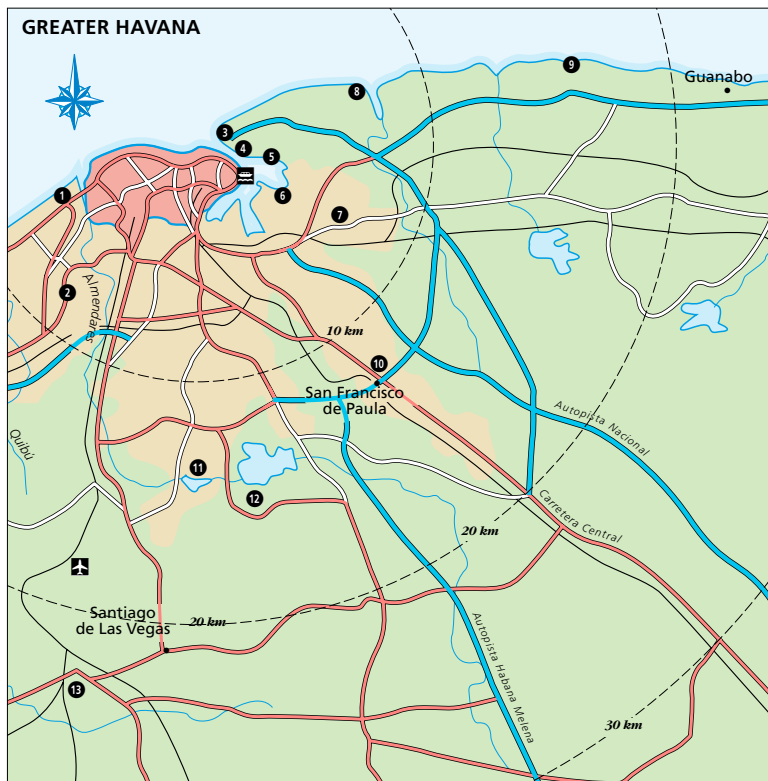 GREATER HAVANA
9
Guanabo
8
3
4
5
1
6
7
2
Almendares
10 km
10
San Francisco
de Paula
Autopista Nacional
Quibú
11
12
Carretera Central
20 km
Santiago
de Las Vegas
20 km
Autopista Habana Melena
13
30 km